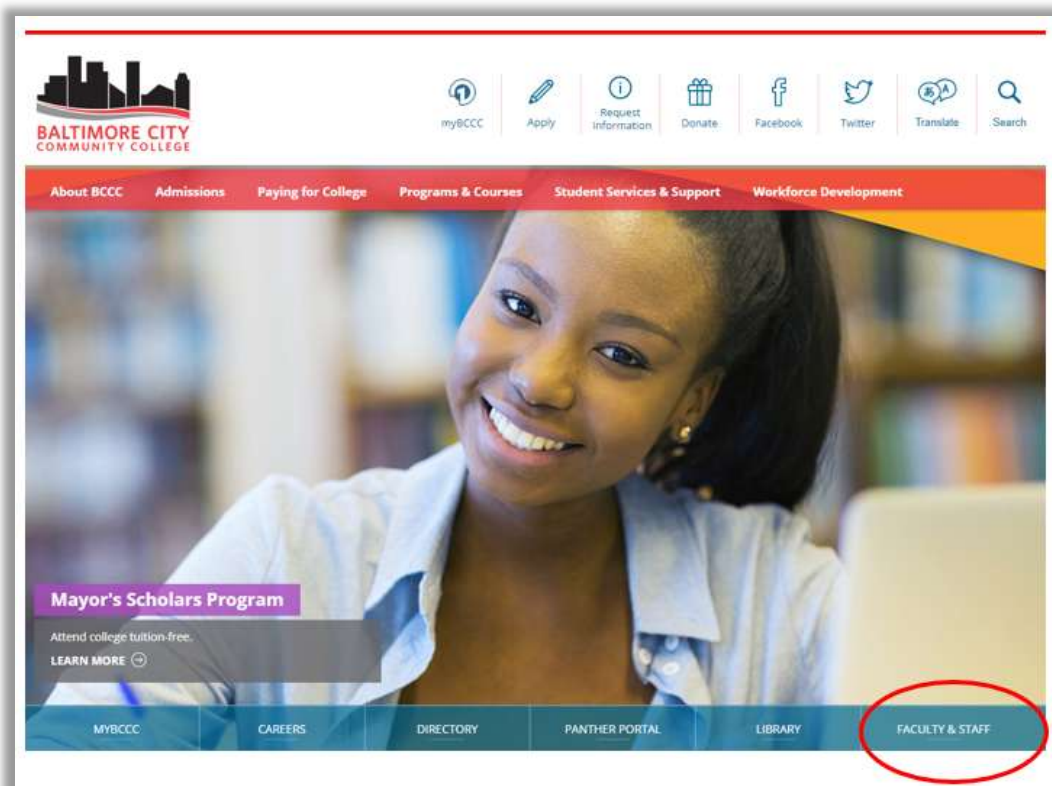 BALTIMORE CITY
COMMUNITY COLLEGE
myBCCC
Apply
Request
Information
Donate
Facebook
Twitter
あ A
Translate
Search
About BCCC Admissions Paying for College Programs & Courses Student Services & Support Workforce Development
Mayor's Scholars Program
Attend college tuition-free.
LEARN MORE
MYBCCC CAREERS DIRECTORY PANTHER PORTAL LIBRARY FACULTY & STAFF